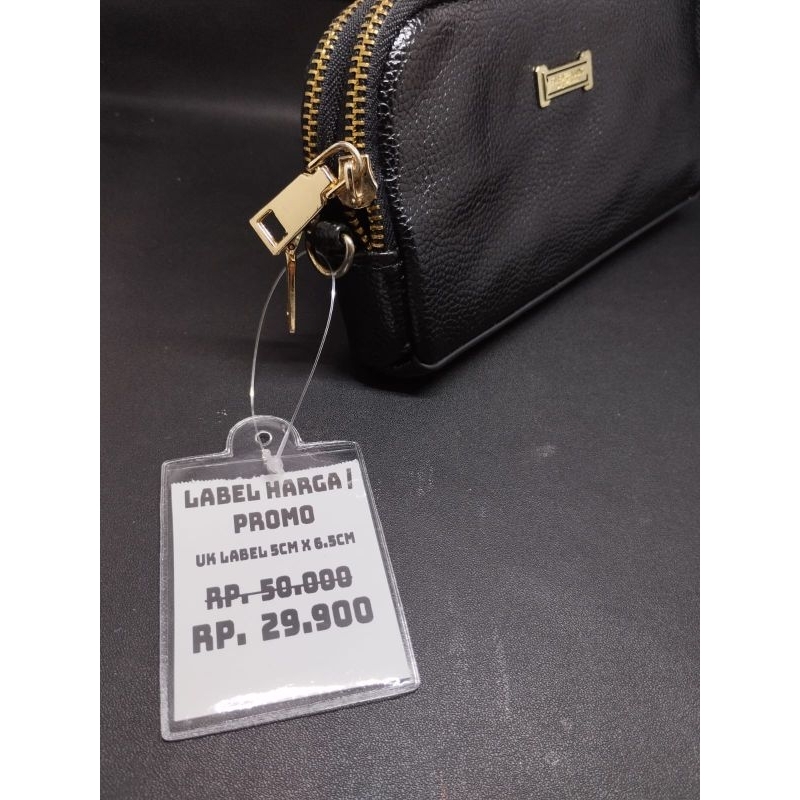 LABEL HARGA!
PROMO
UK LABEL 5CM X 6.5CM
RP. 50.000
RP. 29.900